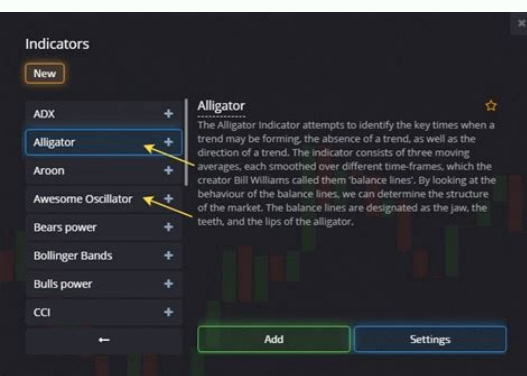 Indicators
New
ADX
Alligator
Aroon
Awesome Oscillator
Bears power
Bollinger Bands
Bulls power
CCI
Alligator
The Alligator Indicator attempts to identify the key times when a
trend may be forming, the absence of a trend, as well as the
direction of a trend. The indicator consists of three moving
averages, each smoothed over different time-frames, which the
creator Bill Williams called them 'balance lines'. By looking at the
behaviour of the balance lines, we can determine the structure
of the market. The balance lines are designated as the jaw, the
teeth, and the lips of the alligator.
Add
Settings